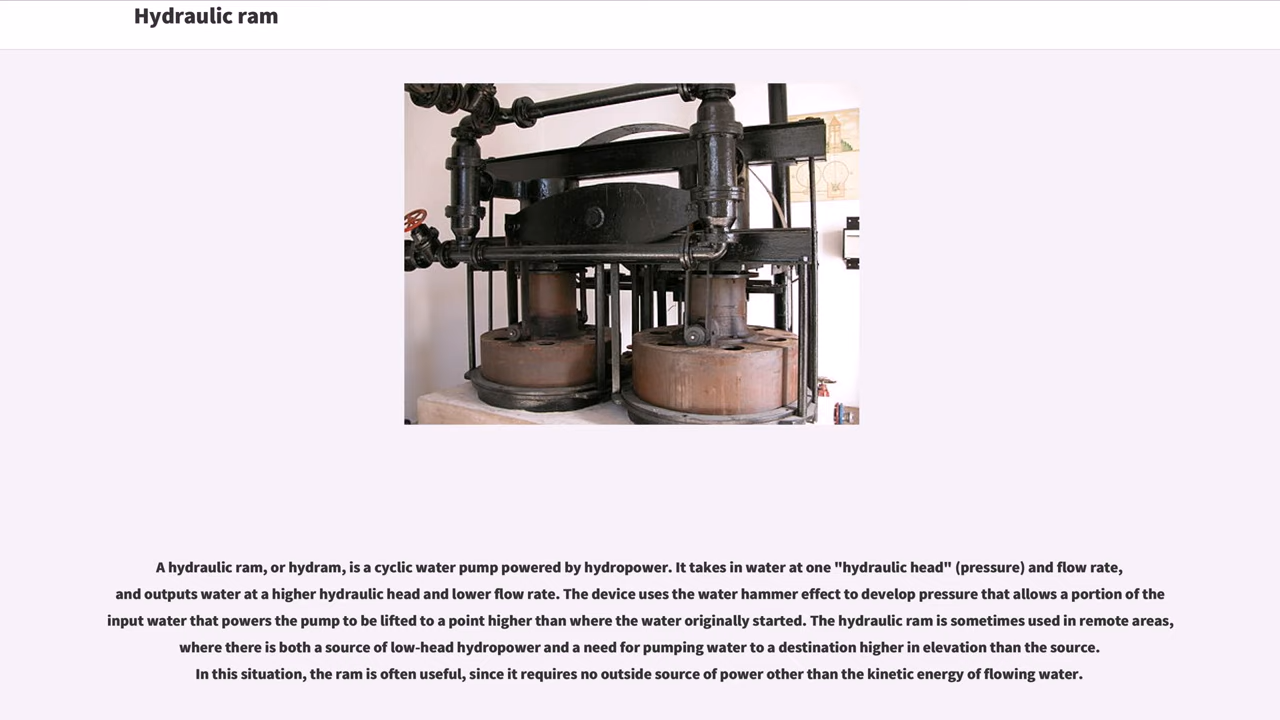 Hydraulic ram
A hydraulic ram, or hydram, is a cyclic water pump powered by hydropower. It takes in water at one "hydraulic head" (pressure) and flow rate,
and outputs water at a higher hydraulic head and lower flow rate. The device uses the water hammer effect to develop pressure that allows a portion of the
input water that powers the pump to be lifted to a point higher than where the water originally started. The hydraulic ram is sometimes used in remote areas,
where there is both a source of low-head hydropower and a need for pumping water to a destination higher in elevation than the source.
In this situation, the ram is often useful, since it requires no outside source of power other than the kinetic energy of flowing water.